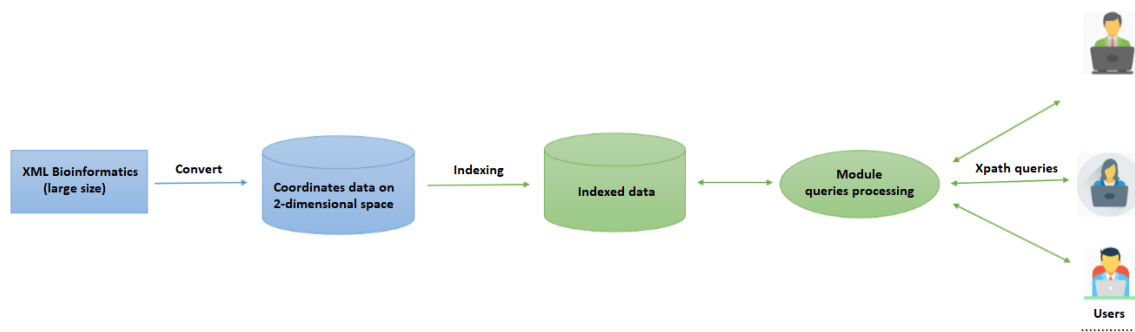 XML Bioinformatics
(large size)
Convert
Coordinates data on
2-dimensional space
Indexing
Indexed data
Module
queries processing
Xpath queries
Users